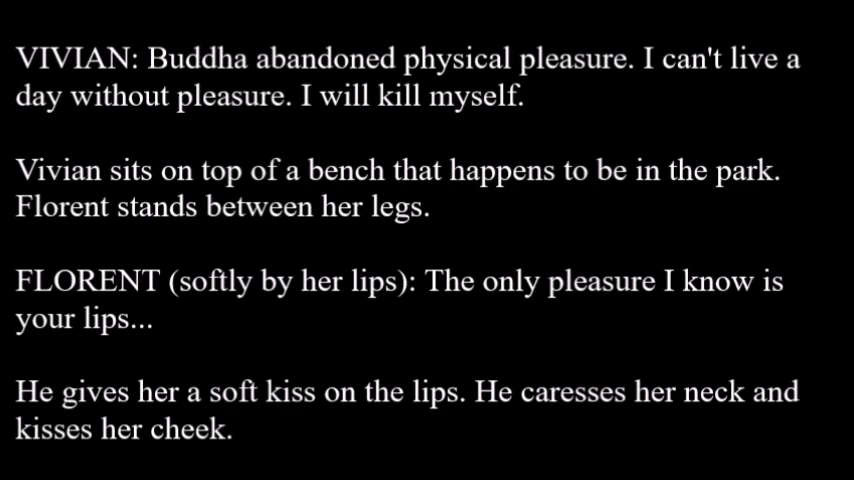 VIVIAN: Buddha abandoned physical pleasure. I can't live a
day without pleasure. I will kill myself.
Vivian sits on top of a bench that happens to be in the park.
Florent stands between her legs.
FLORENT (softly by her lips): The only pleasure I know is
your lips...
He gives her a soft kiss on the lips. He caresses her neck and
kisses her cheek.